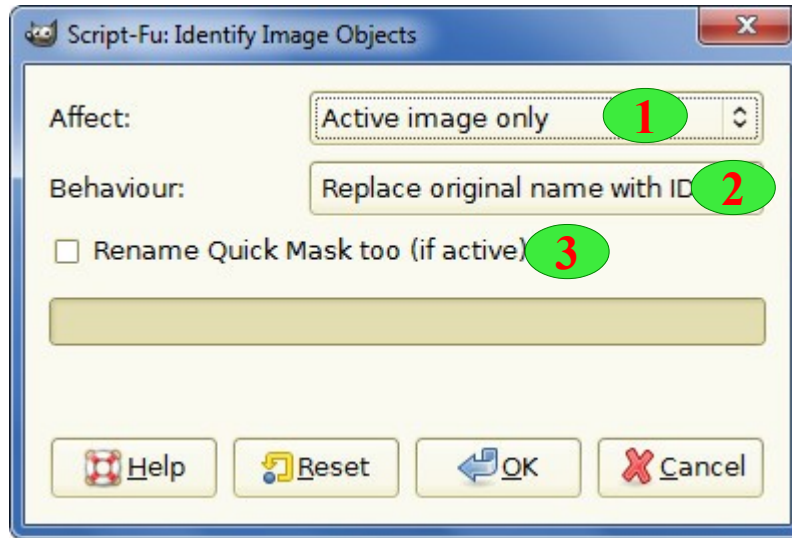 Script-Fu: Identify Image Objects
Affect: Active image only 1
Behaviour: Replace original name with ID 2
Rename Quick Mask too (if active) 3
Help Reset OK Cancel